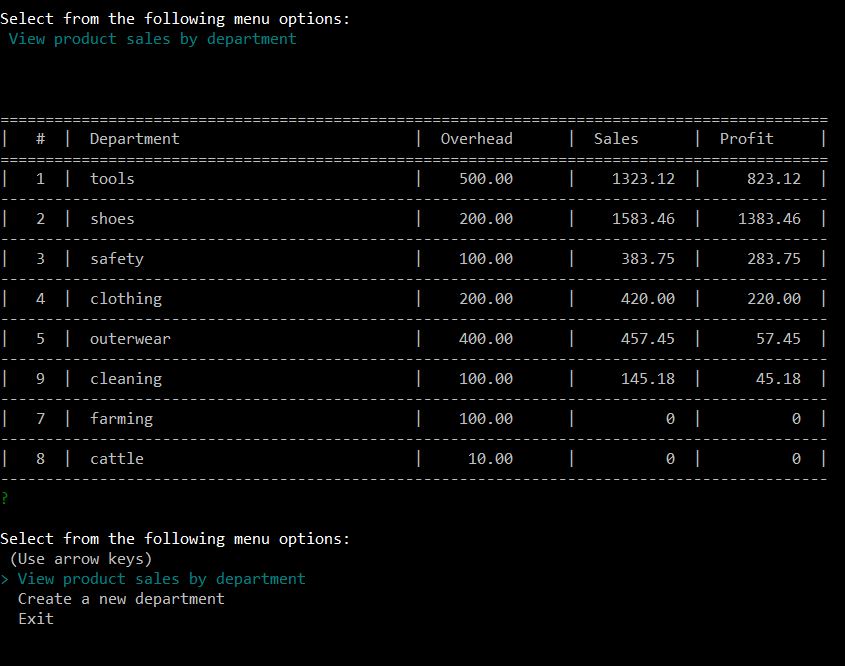 Select from the following menu options:
View product sales by department
============================================================================================
|   #  |  Department                          |  Overhead      |  Sales      |  Profit     |
============================================================================================
|   1  |  tools                               |    500.00      |    1323.12  |     823.12  |
--------------------------------------------------------------------------------------------
|   2  |  shoes                               |    200.00      |    1583.46  |    1383.46  |
--------------------------------------------------------------------------------------------
|   3  |  safety                              |    100.00      |     383.75  |     283.75  |
--------------------------------------------------------------------------------------------
|   4  |  clothing                            |    200.00      |     420.00  |     220.00  |
--------------------------------------------------------------------------------------------
|   5  |  outerwear                           |    400.00      |     457.45  |      57.45  |
--------------------------------------------------------------------------------------------
|   9  |  cleaning                            |    100.00      |     145.18  |      45.18  |
--------------------------------------------------------------------------------------------
|   7  |  farming                             |    100.00      |          0  |          0  |
--------------------------------------------------------------------------------------------
|   8  |  cattle                              |     10.00      |          0  |          0  |
--------------------------------------------------------------------------------------------
?
Select from the following menu options:
(Use arrow keys)
> View product sales by department
Create a new department
Exit